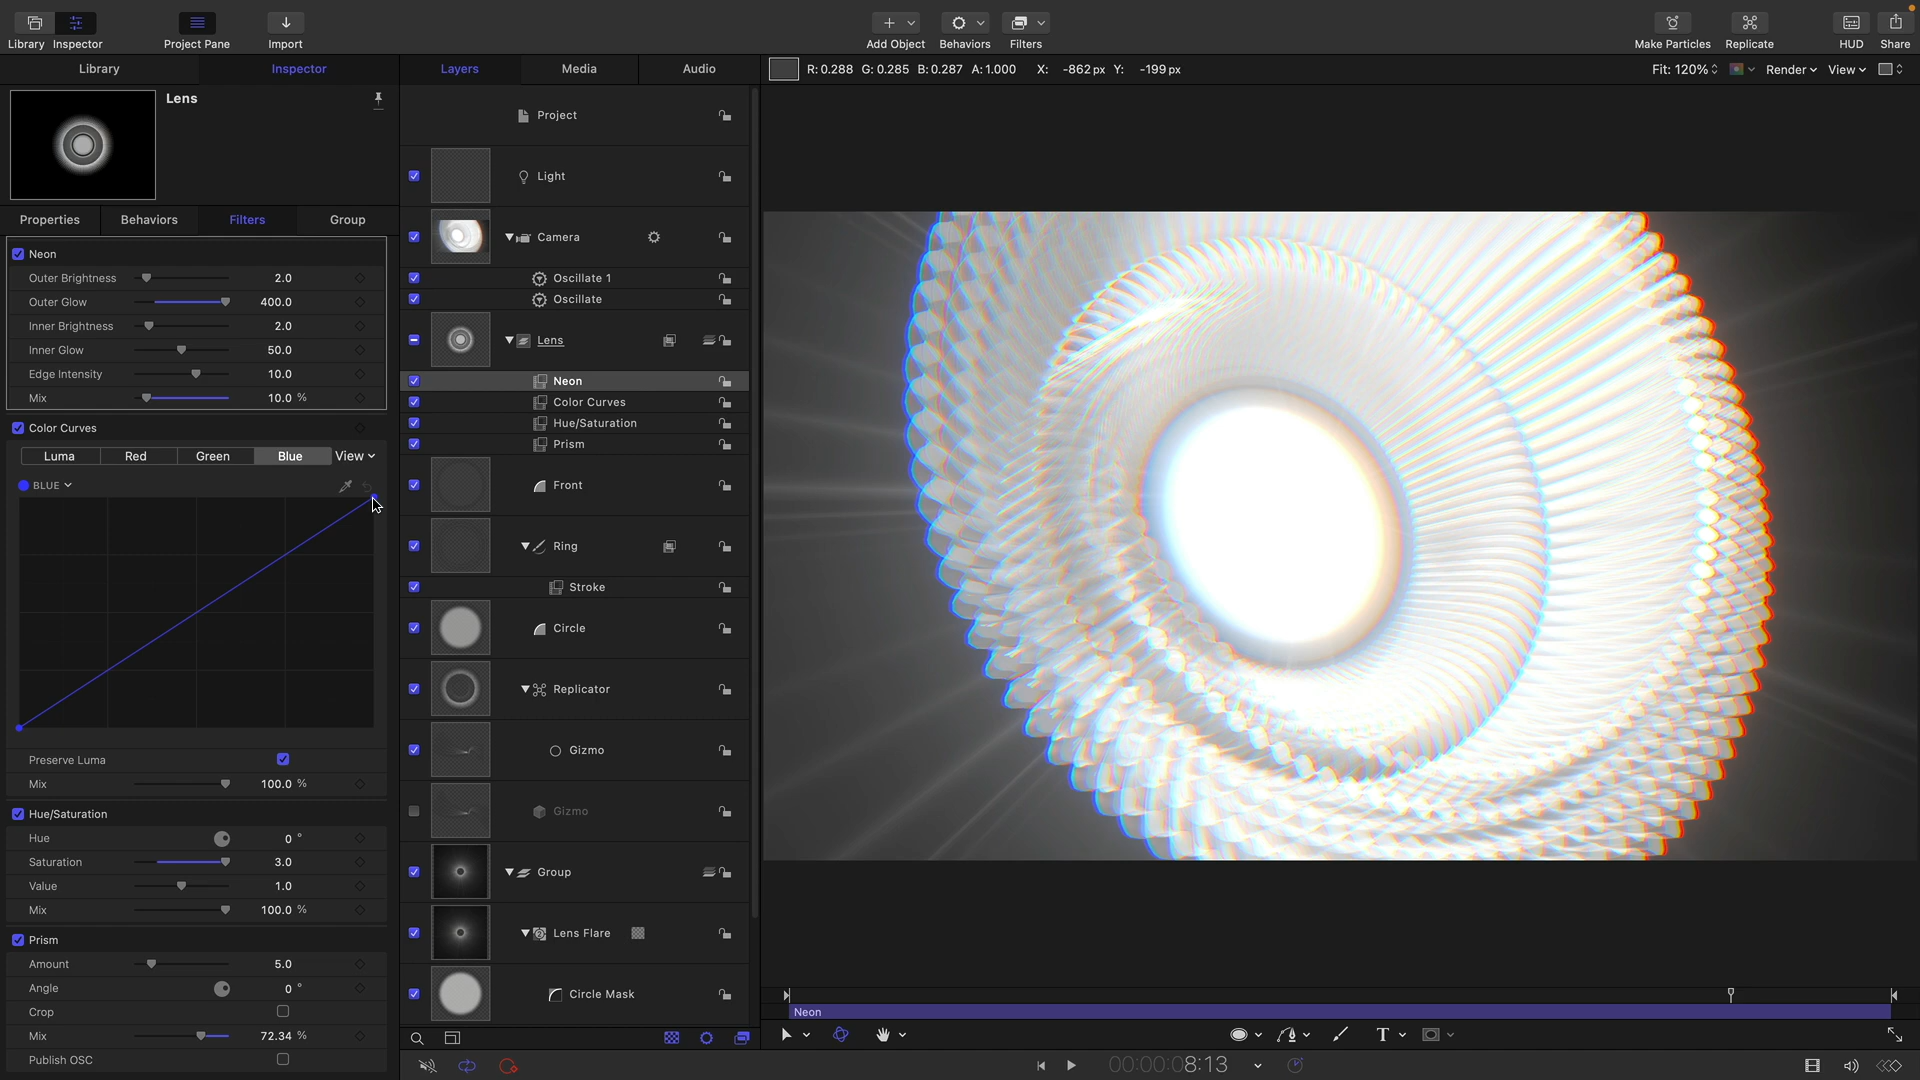 Library
Inspector
Project Pane
Import
Add Object
Behaviors
Filters
Make Particles
Replicate
HUD
Share
Library
Inspector
Layers
Media
Audio
R:0.288 G:0.285 B:0.287 A:1.000 X: -862 px Y: -199 px
Fit: 120%
Render
View
Lens
Properties
Behaviors
Filters
Group
Neon
Outer Brightness 2.0
Outer Glow 400.0
Inner Brightness 2.0
Inner Glow 50.0
Edge Intensity 10.0
Mix 10.0 %
Color Curves
Luma Red Green Blue View
BLUE
Preserve Luma
Mix 100.0 %
Hue/Saturation
Hue 0 °
Saturation 3.0
Value 1.0
Mix 100.0 %
Prism
Amount 5.0
Angle 0 °
Crop
Mix 72.34 %
Publish OSC
Project
Light
Camera
Oscillate 1
Oscillate
Lens
Neon
Color Curves
Hue/Saturation
Prism
Front
Ring
Stroke
Circle
Replicator
Gizmo
Gizmo
Group
Lens Flare
Circle Mask
Neon
T
00:00:08:13